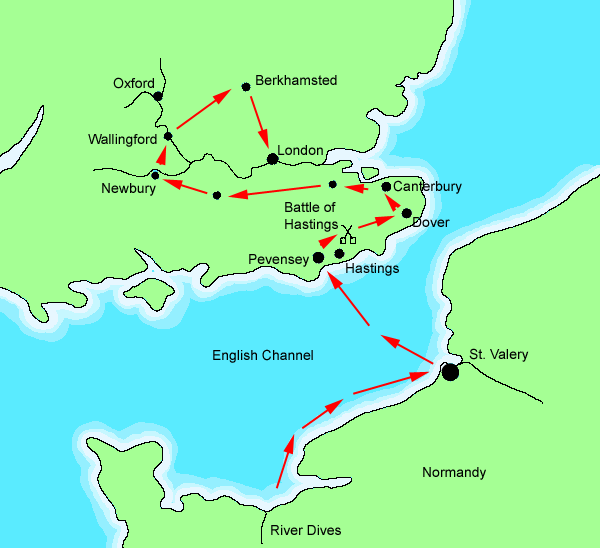 Oxford
Berkhamsted
Wallingford
London
Newbury
Canterbury
Battle of
Hastings
Dover
Pevensey
Hastings
English Channel
St. Valery
Normandy
River Dives